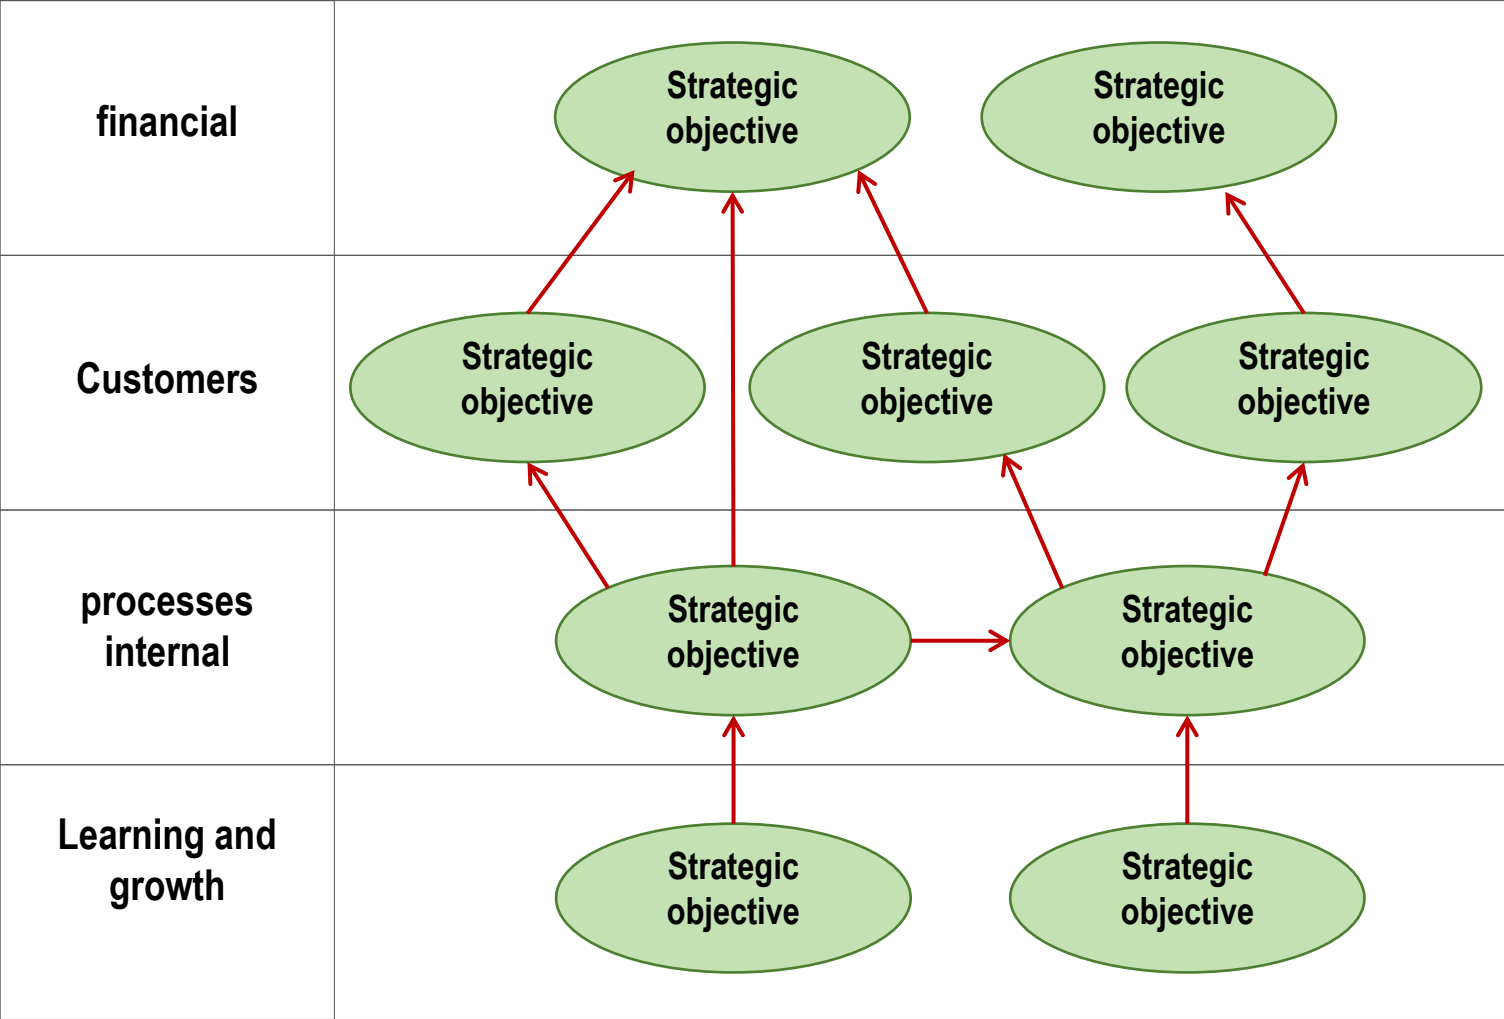 financial
Strategic
objective
Strategic
objective
Customers
Strategic
objective
Strategic
objective
Strategic
objective
processes
internal
Strategic
objective
Strategic
objective
Learning and
growth
Strategic
objective
Strategic
objective